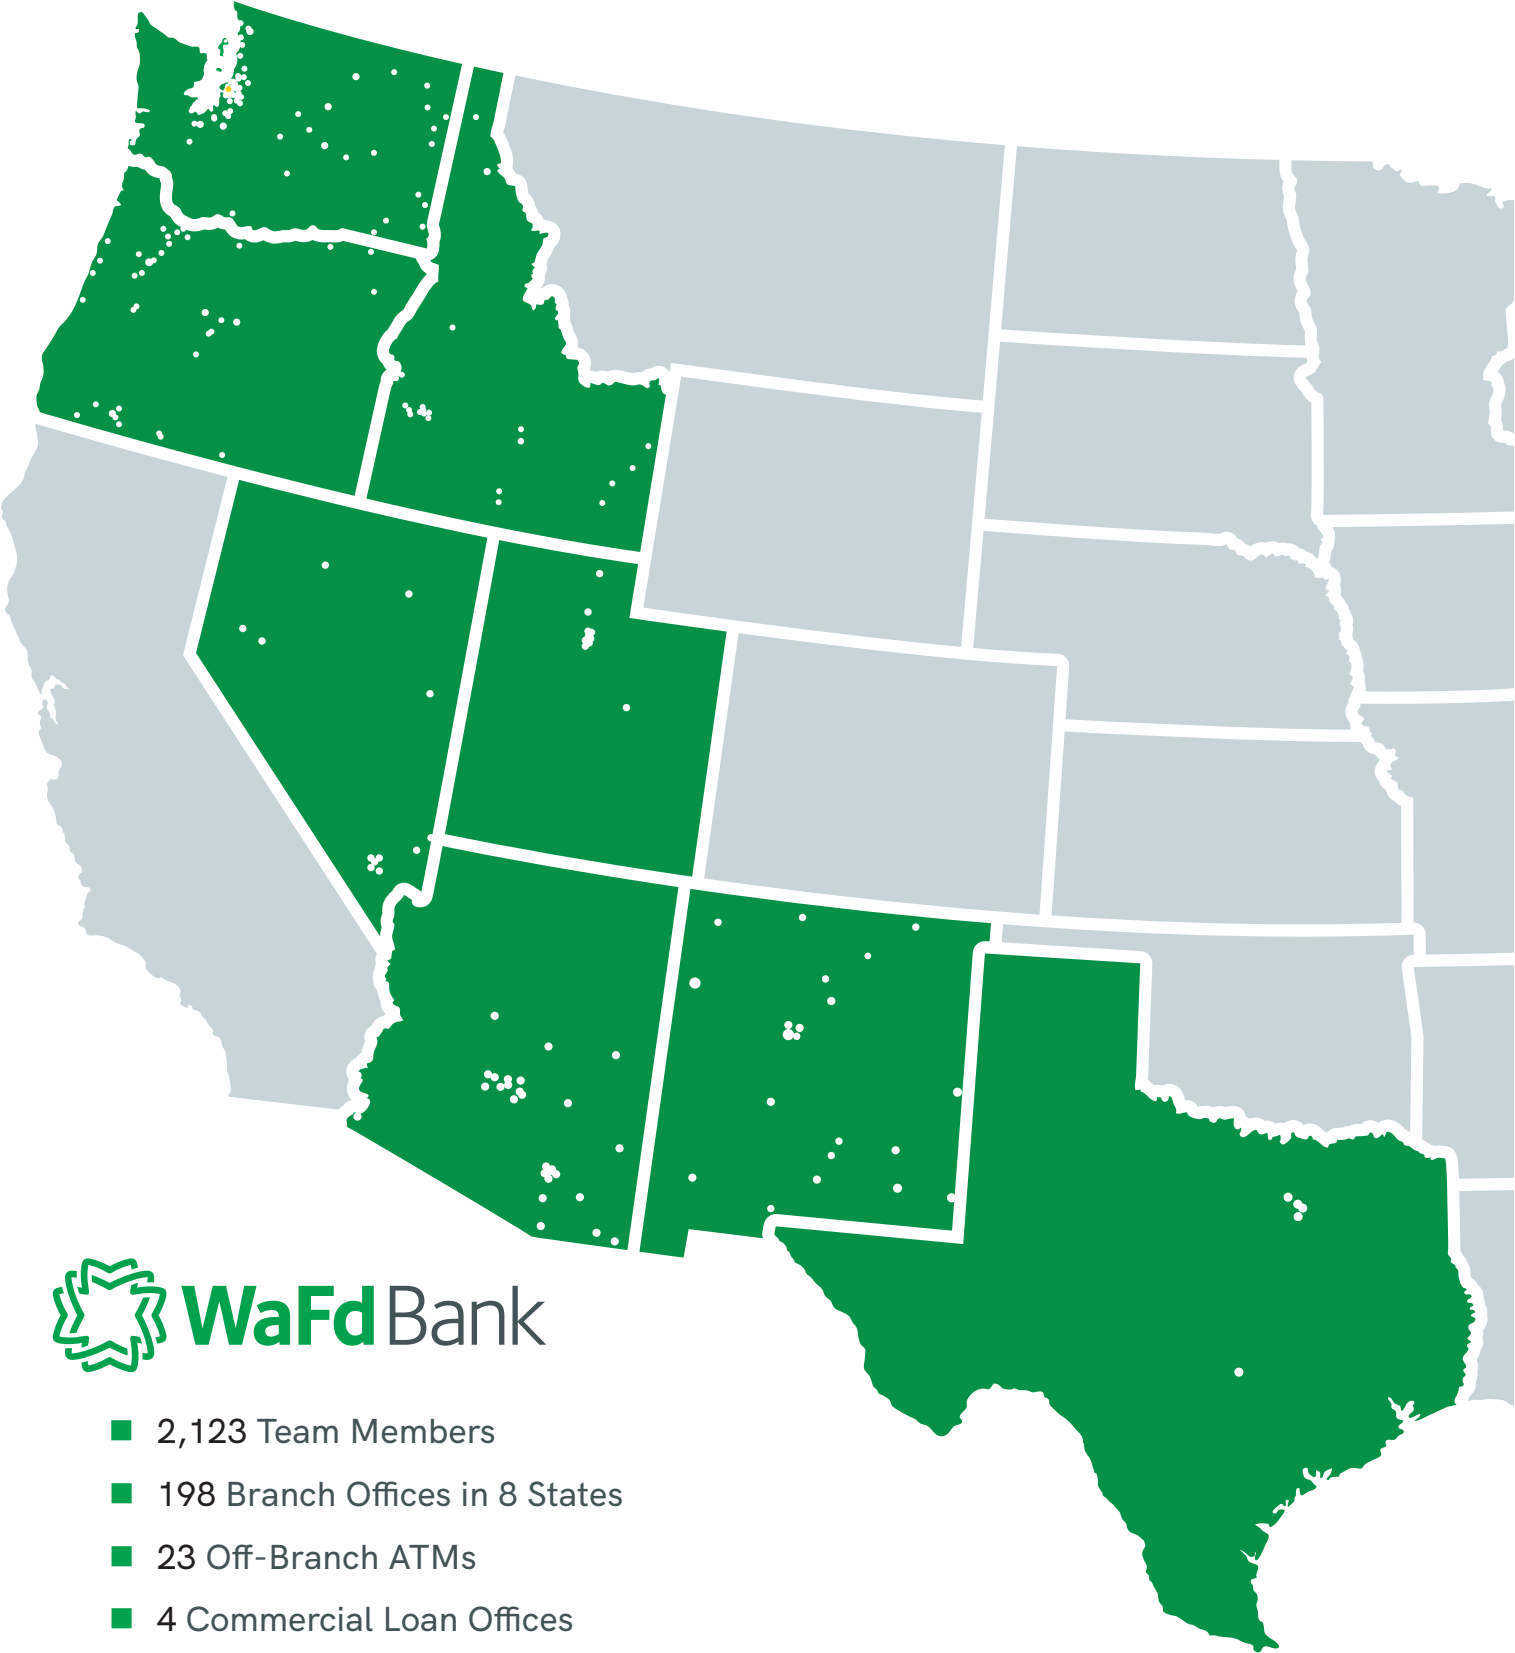 WaFd Bank
2,123 Team Members
198 Branch Offices in 8 States
23 Off-Branch ATMs
4 Commercial Loan Offices